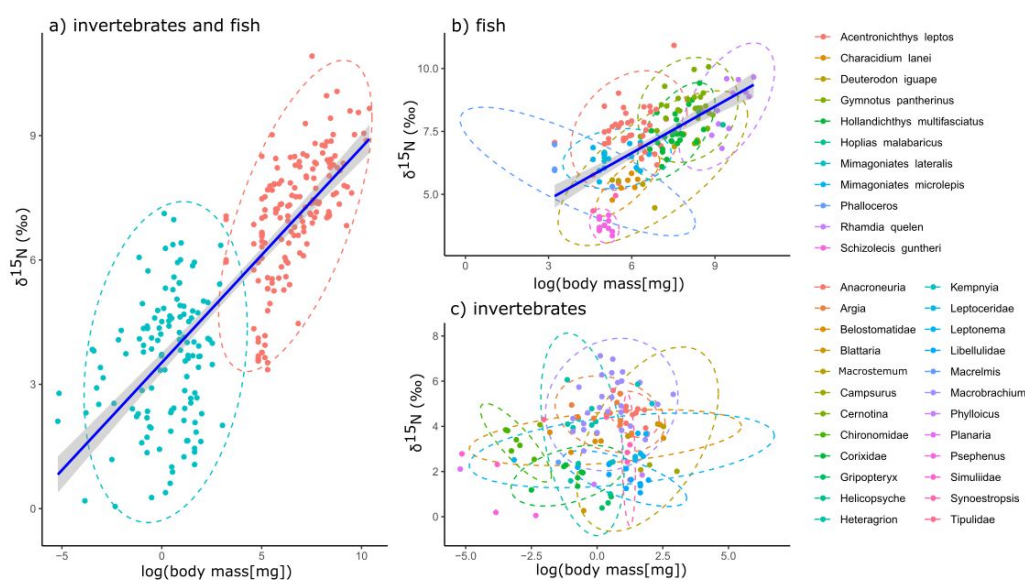 a) invertebrates and fish
δ15N (‰)
9
6
3
0
−5
0
5
10
log(body mass[mg])
b) fish
δ15N (‰)
10.0
7.5
5.0
0
3
6
9
log(body mass[mg])
c) invertebrates
δ15N (‰)
8
6
4
2
0
−5.0
−2.5
0.0
2.5
5.0
log(body mass[mg])
Acentronichthys leptos
Characidium lanei
Deuterodon iguape
Gymnotus pantherinus
Hollandichthys multifasciatus
Hoplias malabaricus
Mimagoniates lateralis
Mimagoniates microlepis
Phalloceros
Rhamdia quelen
Schizolecis guntheri
Anacroneuria
Argia
Belostomatidae
Blattaria
Macrostemum
Campsurus
Cernotina
Chironomidae
Corixidae
Gripopteryx
Helicopsyche
Heteragrion
Kempnyia
Leptoceridae
Leptonema
Libellulidae
Macrelmis
Macrobrachium
Phylloicus
Planaria
Psephenus
Simuliidae
Synoestropsis
Tipulidae